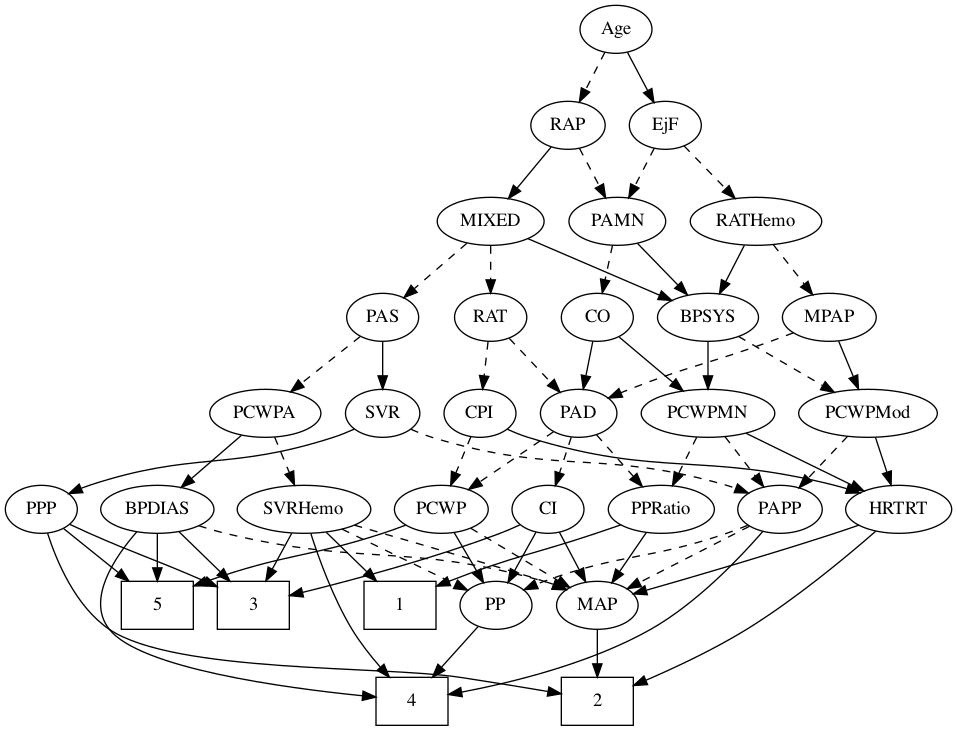 Age
RAP EjF
MIXED PAMN RATHemo
PAS RAT CO BPSYS MPAP
PCWPA SVR CPI PAD PCWPMN PCWPMod
PPP BPDIAS SVRHemo PCWP CI PPRatio PAPP HRTRT
5 3 1 PP MAP
4 2